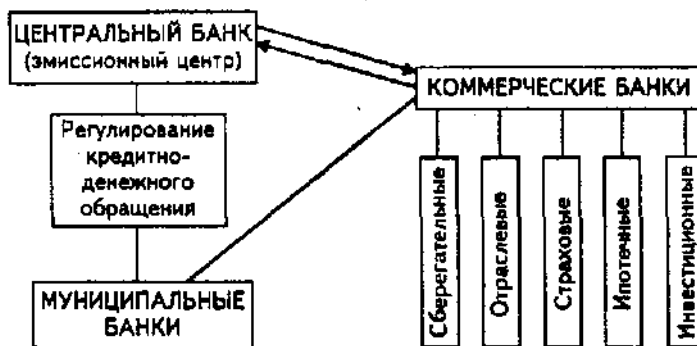 ЦЕНТРАЛЬНЫЙ БАНК
(эмиссионный центр)
КОММЕРЧЕСКИЕ БАНКИ
Регулирование
кредитно-
денежного
обращения
МУНИЦИПАЛЬНЫЕ
БАНКИ
Сберегательные
Отраслевые
Страховые
Ипотечные
Инвестиционные